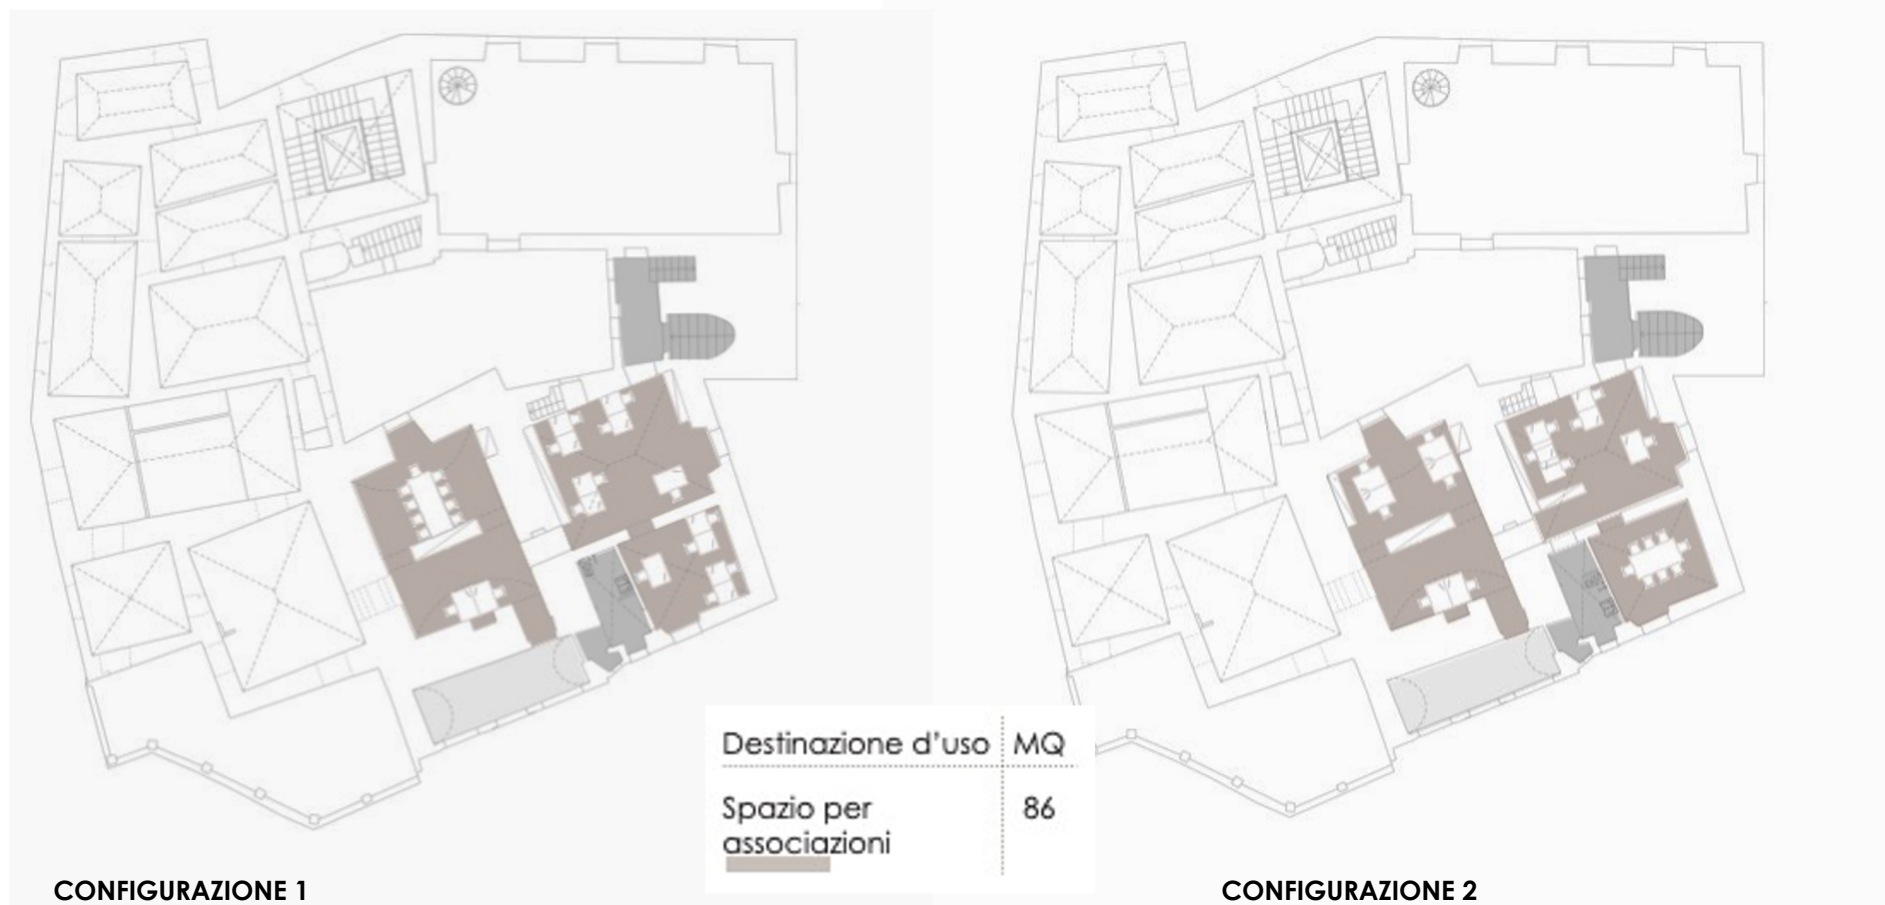 Destinazione d'uso MQ
Spazio per 86
associazioni
CONFIGURAZIONE 1
CONFIGURAZIONE 2